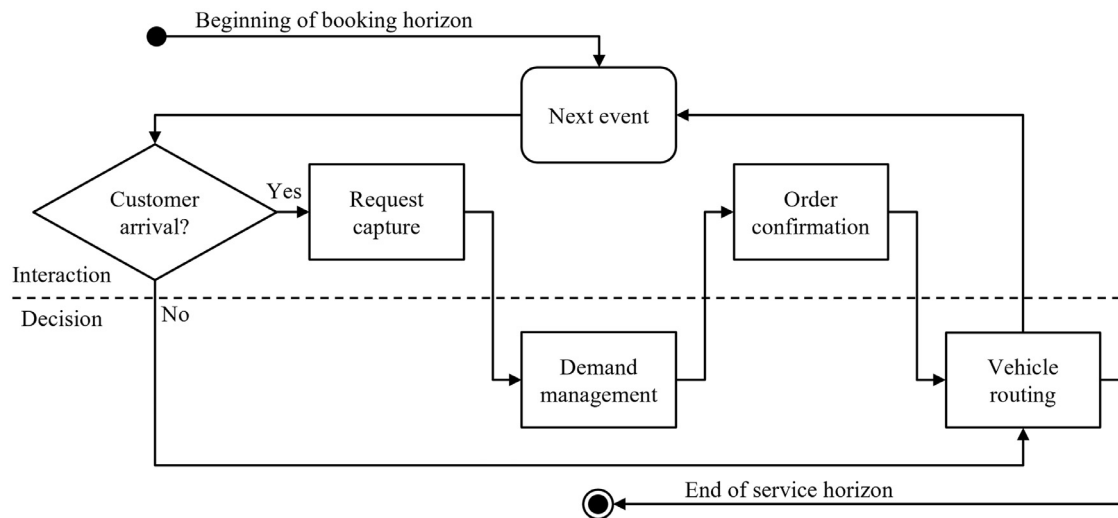 Beginning of booking horizon
Next event
Customer
arrival?
Yes
Request
capture
Order
confirmation
Interaction
Decision
No
Demand
management
Vehicle
routing
End of service horizon